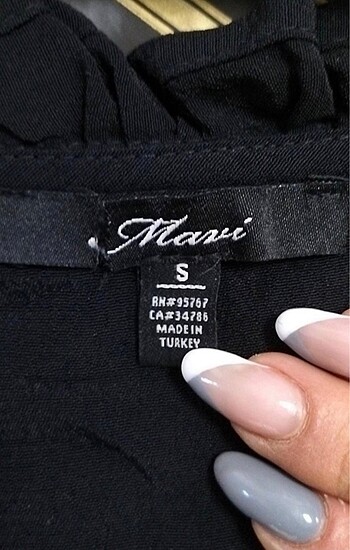 Mavi
S
RN#95767
CA#34786
MADE IN
TURKEY